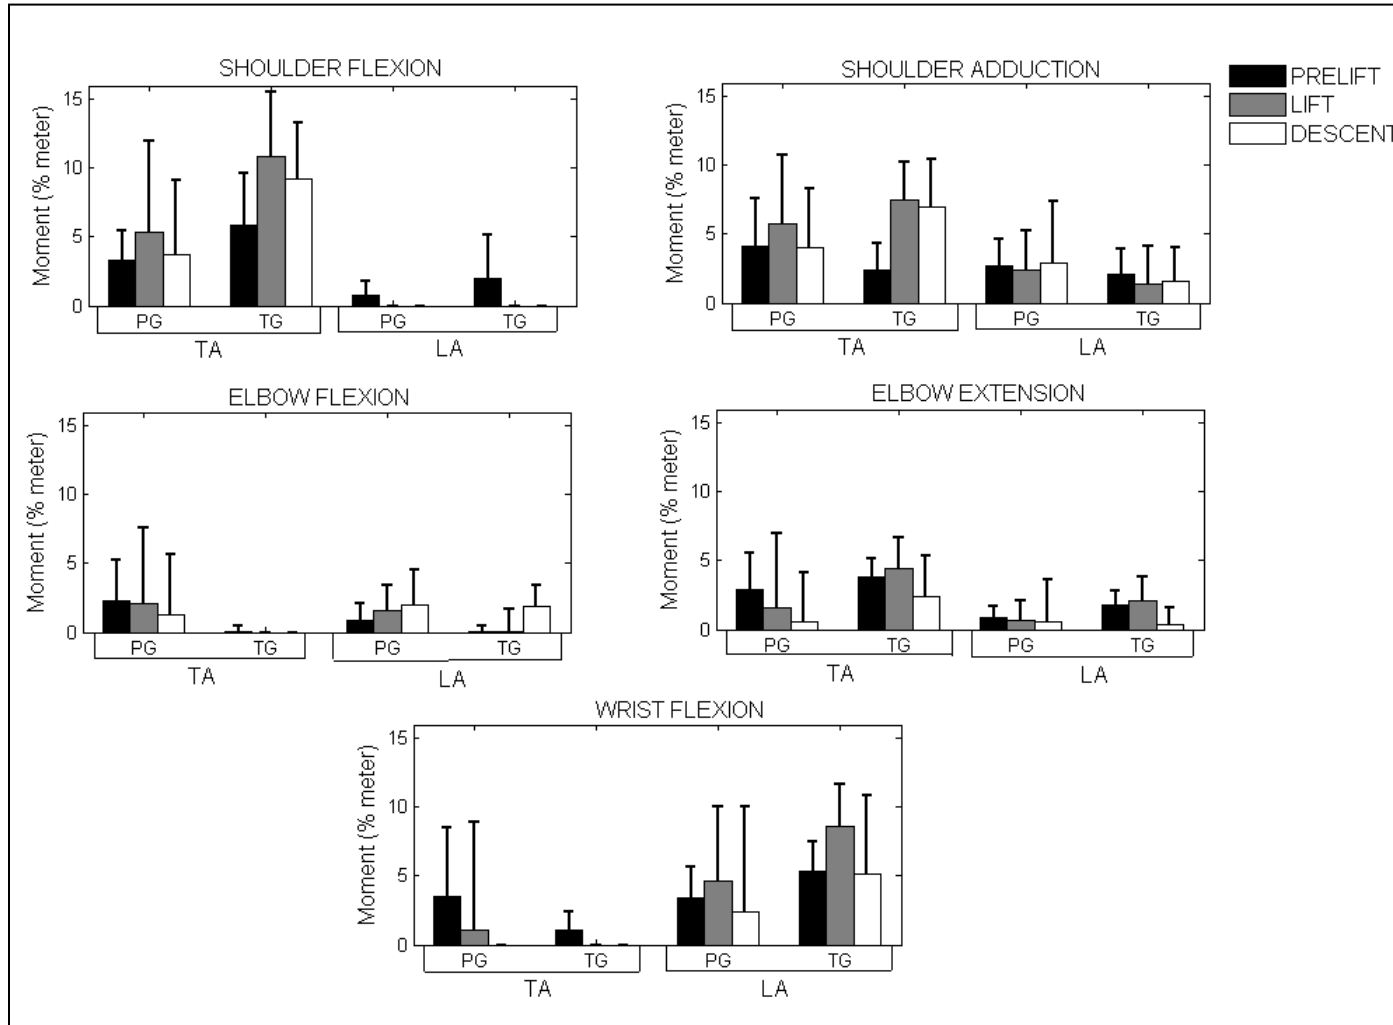 SHOULDER FLEXION
Moment (% meter)
15
10
5
0
PG TG PG TG
TA LA
SHOULDER ADDUCTION
Moment (% meter)
15
10
5
0
PG TG PG TG
TA LA
PRELIFT
LIFT
DESCENT
ELBOW FLEXION
Moment (% meter)
15
10
5
0
PG TG PG TG
TA LA
ELBOW EXTENSION
Moment (% meter)
15
10
5
0
PG TG PG TG
TA LA
WRIST FLEXION
Moment (% meter)
15
10
5
0
PG TG PG TG
TA LA